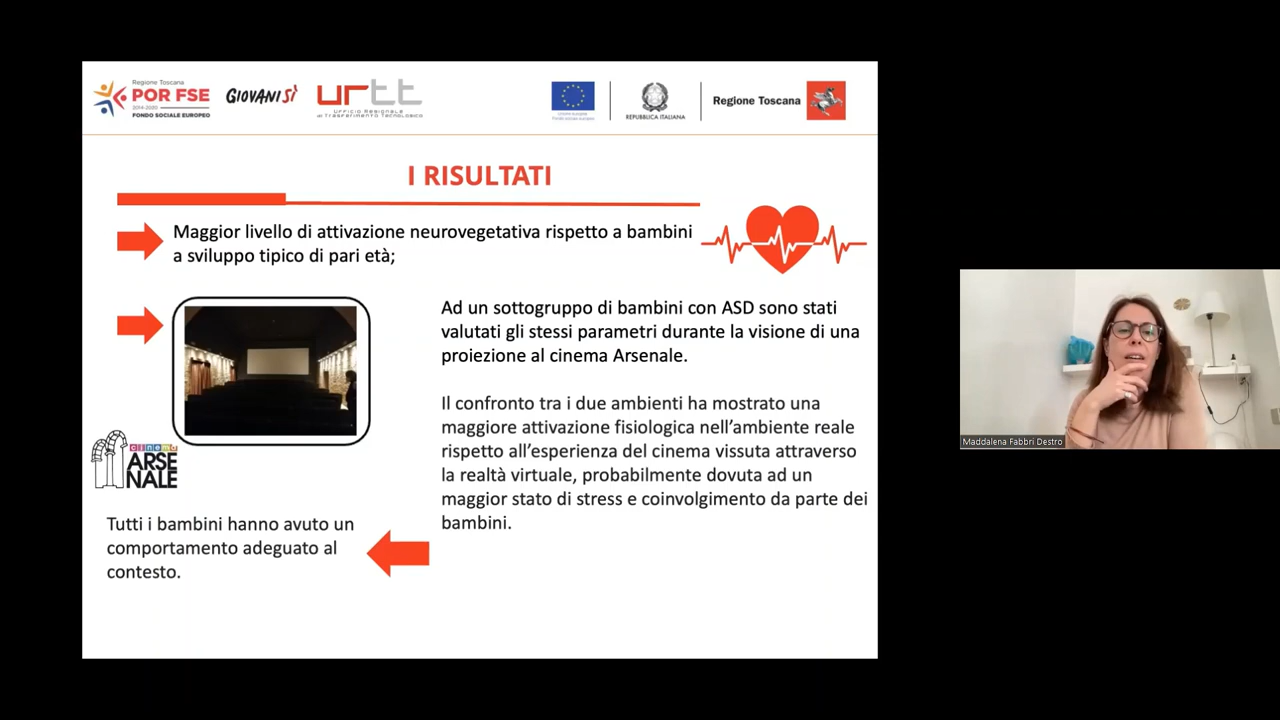 Regione Toscana
POR FSE
2014-2020
FONDO SOCIALE EUROPEO
GIOVANISÌ
urtt
Ufficio Regionale
di Trasferimento Tecnologico
Unione europea
Fondo sociale europeo
REPUBBLICA ITALIANA
Regione Toscana
I RISULTATI
Maggior livello di attivazione neurovegetativa rispetto a bambini
a sviluppo tipico di pari età;
Ad un sottogruppo di bambini con ASD sono stati
valutati gli stessi parametri durante la visione di una
proiezione al cinema Arsenale.
Il confronto tra i due ambienti ha mostrato una
maggiore attivazione fisiologica nell’ambiente reale
rispetto all’esperienza del cinema vissuta attraverso
la realtà virtuale, probabilmente dovuta ad un
maggior stato di stress e coinvolgimento da parte dei
bambini.
cinema
ARSE
NALE
Tutti i bambini hanno avuto un
comportamento adeguato al
contesto.
Maddalena Fabbri Destro